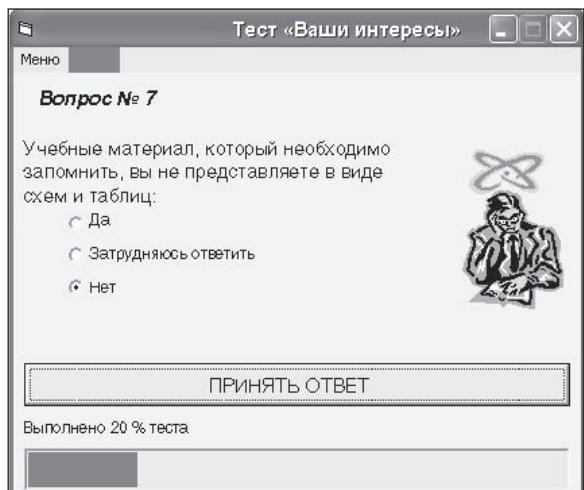 Тест «Ваши интересы»
Меню
Вопрос № 7
Учебные материал, который необходимо
запомнить, вы не представляете в виде
схем и таблиц:
Да
Затрудняюсь ответить
Нет
ПРИНЯТЬ ОТВЕТ
Выполнено 20 % теста